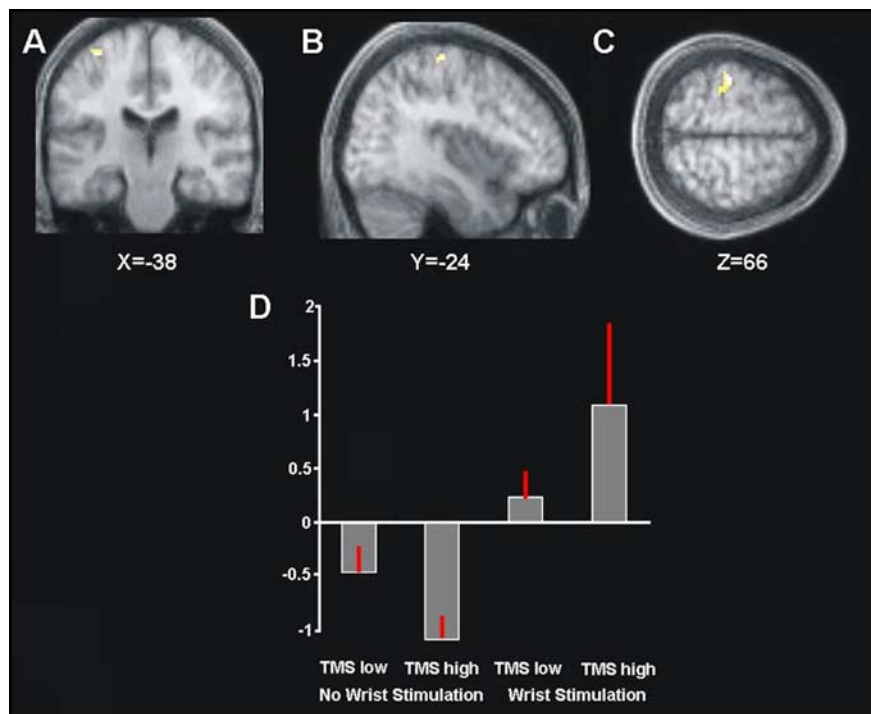 A
B
C
X=-38
Y=-24
Z=66
D
2
1.5
1
0.5
0
-0.5
-1
TMS low TMS high TMS low TMS high
No Wrist Stimulation Wrist Stimulation